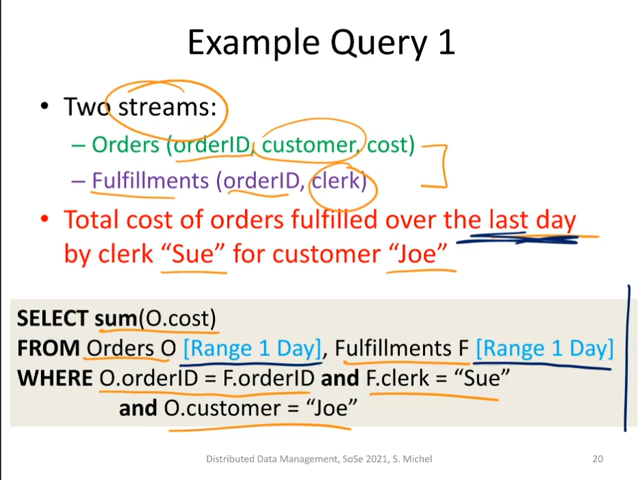 Example Query 1
• Two streams:
– Orders (orderID, customer, cost)
– Fulfillments (orderID, clerk)
• Total cost of orders fulfilled over the last day
by clerk “Sue” for customer “Joe”
SELECT sum(O.cost)
FROM Orders O [Range 1 Day], Fulfillments F [Range 1 Day]
WHERE O.orderID = F.orderID and F.clerk = “Sue”
and O.customer = “Joe”
Distributed Data Management, SoSe 2021, S. Michel
20